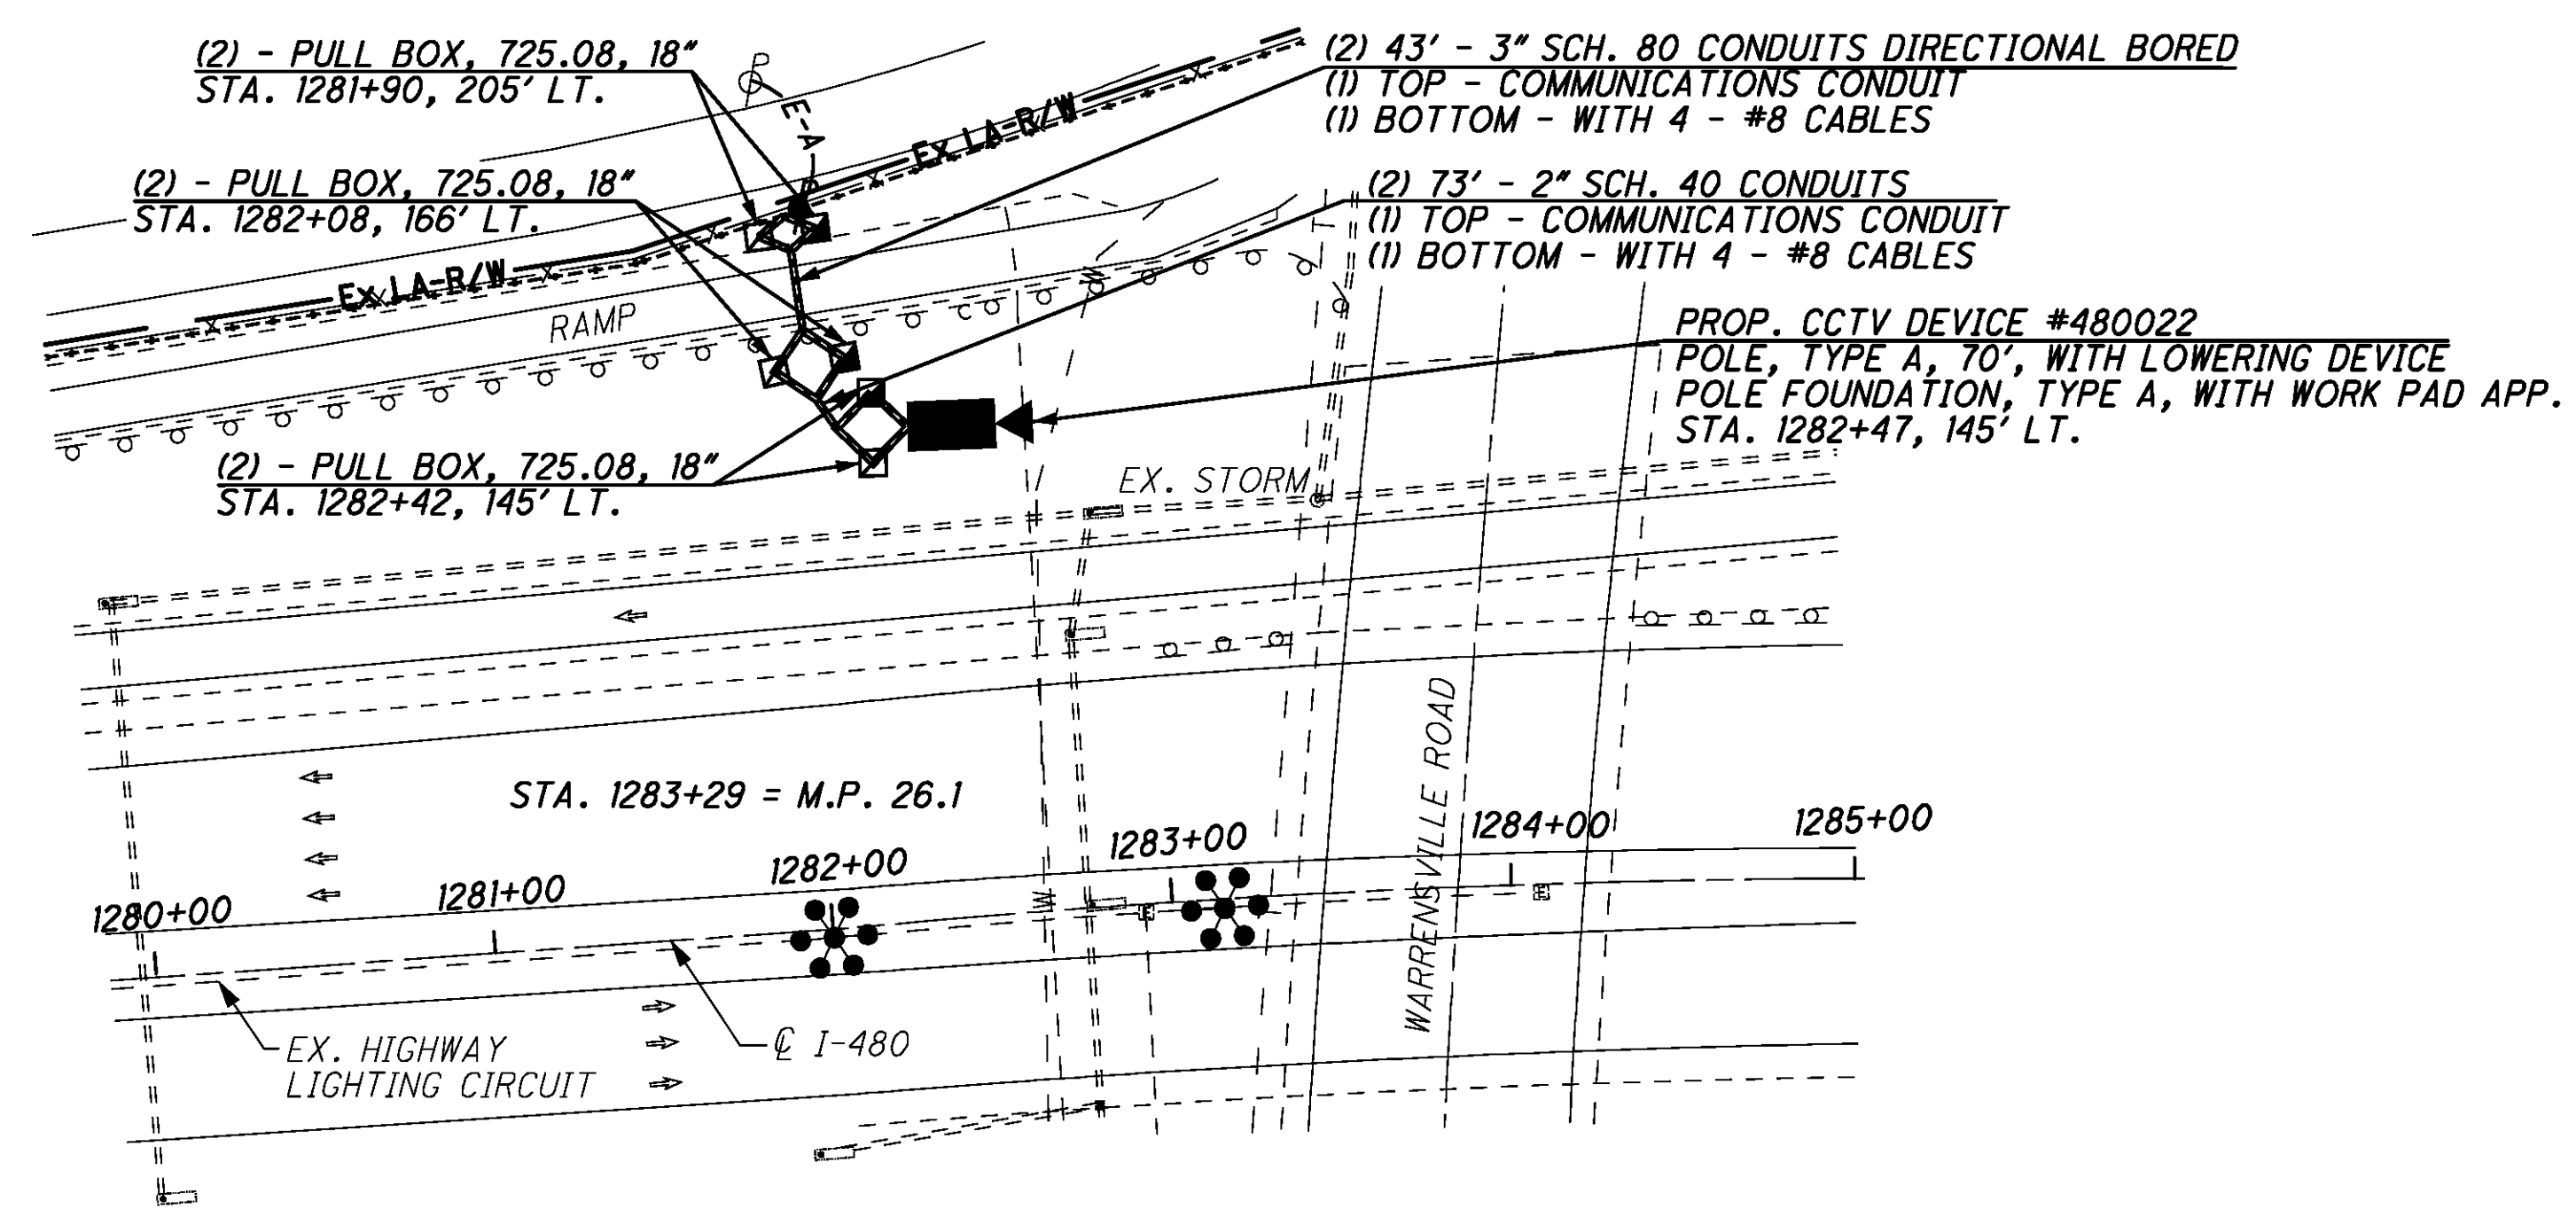 (2) - PULL BOX, 725.08, 18"
STA. 1281+90, 205' LT.
(2) 43' - 3" SCH. 80 CONDUITS DIRECTIONAL BORED
(1) TOP - COMMUNICATIONS CONDUIT
(1) BOTTOM - WITH 4 - #8 CABLES
P
E-A
Ex LA-R/W
(2) - PULL BOX, 725.08, 18"
STA. 1282+08, 166' LT.
(2) 73' - 2" SCH. 40 CONDUITS
(1) TOP - COMMUNICATIONS CONDUIT
(1) BOTTOM - WITH 4 - #8 CABLES
Ex LA-R/W
RAMP
C
W
PROP. CCTV DEVICE #480022
POLE, TYPE A, 70', WITH LOWERING DEVICE
POLE FOUNDATION, TYPE A, WITH WORK PAD APP.
STA. 1282+47, 145' LT.
(2) - PULL BOX, 725.08, 18"
STA. 1282+42, 145' LT.
EX. STORM
STA. 1283+29 = M.P. 26.1
1280+00
1281+00
1282+00
1283+00
1284+00
1285+00
W
WARRENSVILLE ROAD
EX. HIGHWAY
LIGHTING CIRCUIT
℄ I-480